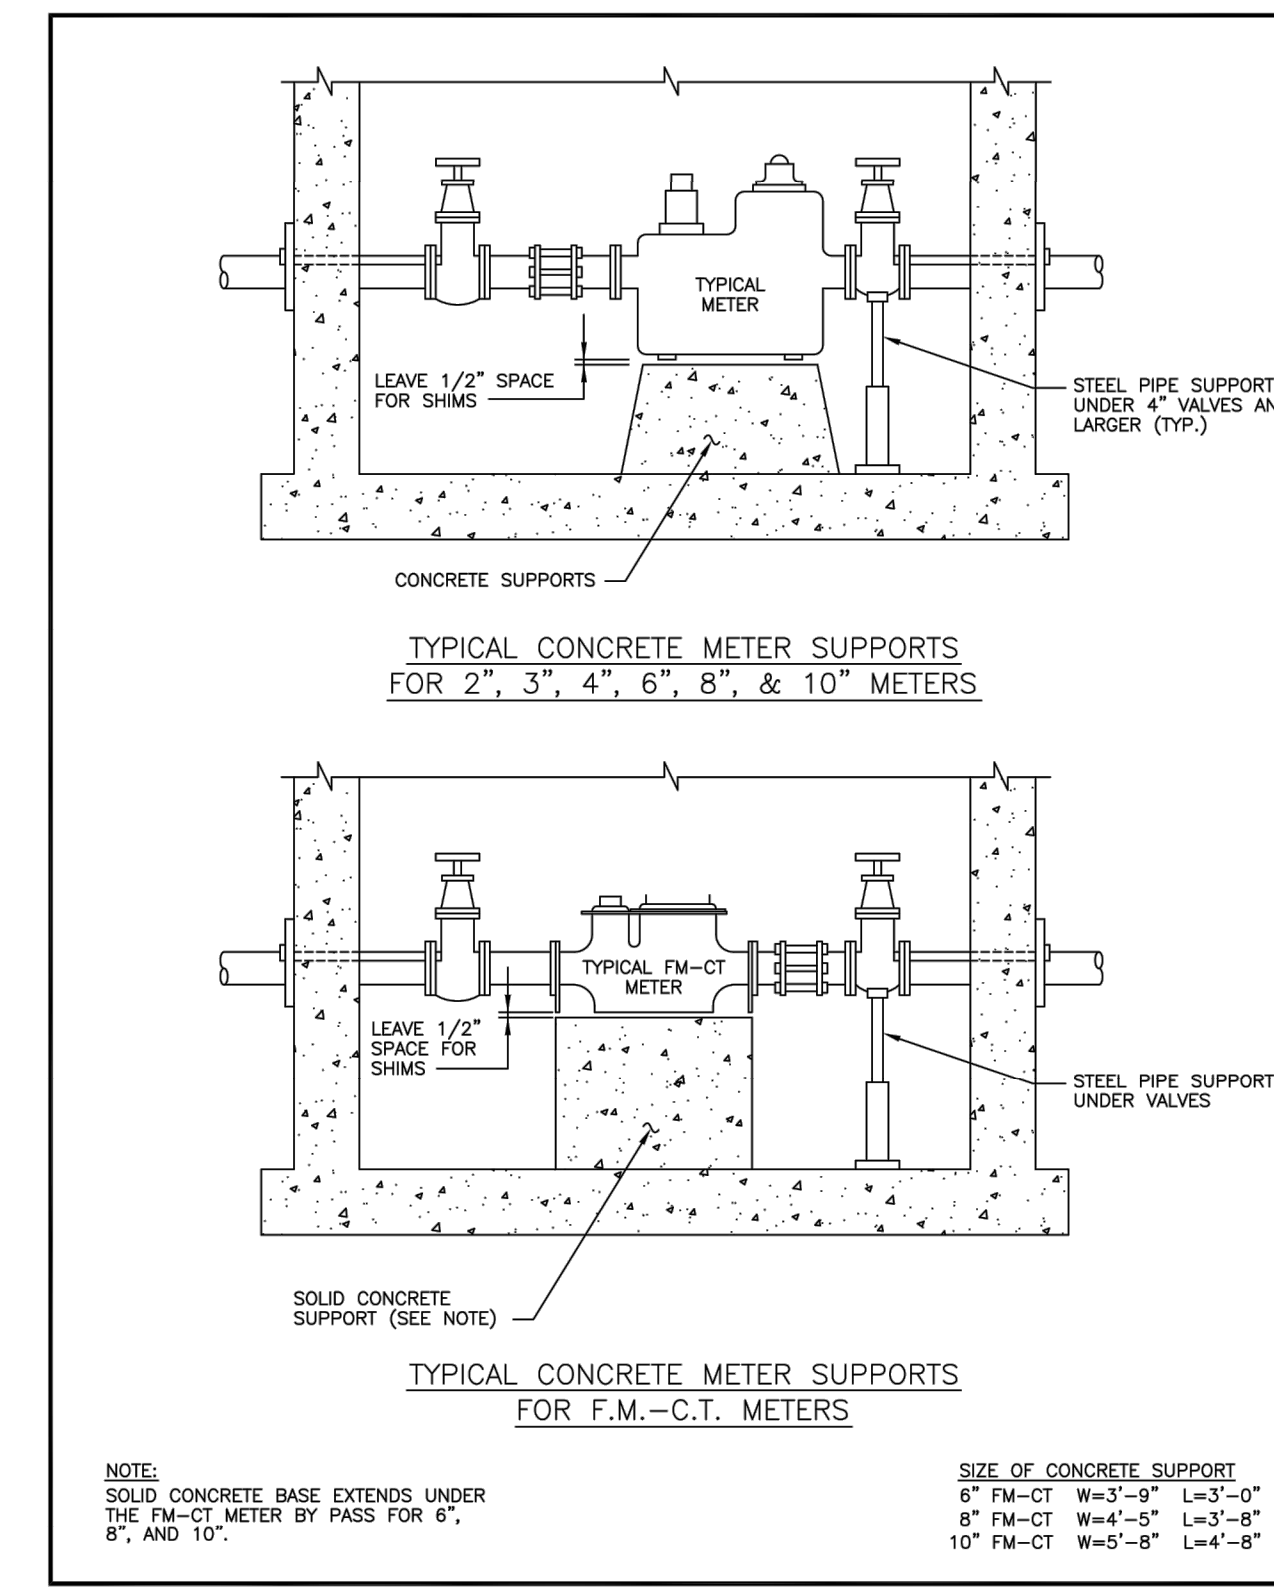 TYPICAL
METER
LEAVE 1/2” SPACE
FOR SHIMS
STEEL PIPE SUPPORT
UNDER 4” VALVES
LARGER (TYP.)
CONCRETE SUPPORTS
TYPICAL CONCRETE METER SUPPORTS
FOR 2”, 3”, 4”, 6”, 8”, & 10” METERS
TYPICAL FM-CT
METER
LEAVE 1/2”
SPACE FOR
SHIMS
STEEL PIPE SUPPORT
UNDER VALVES
SOLID CONCRETE
SUPPORT (SEE NOTE)
TYPICAL CONCRETE METER SUPPORTS
FOR F.M.-C.T. METERS
NOTE:
SOLID CONCRETE BASE EXTENDS UNDER
THE FM-CT METER BY PASS FOR 6”,
8”, AND 10”.
SIZE OF CONCRETE SUPPORT
6” FM-CT W=3’-9” L=3’-0”
8” FM-CT W=4’-5” L=3’-8”
10” FM-CT W=5’-8” L=4’-8”